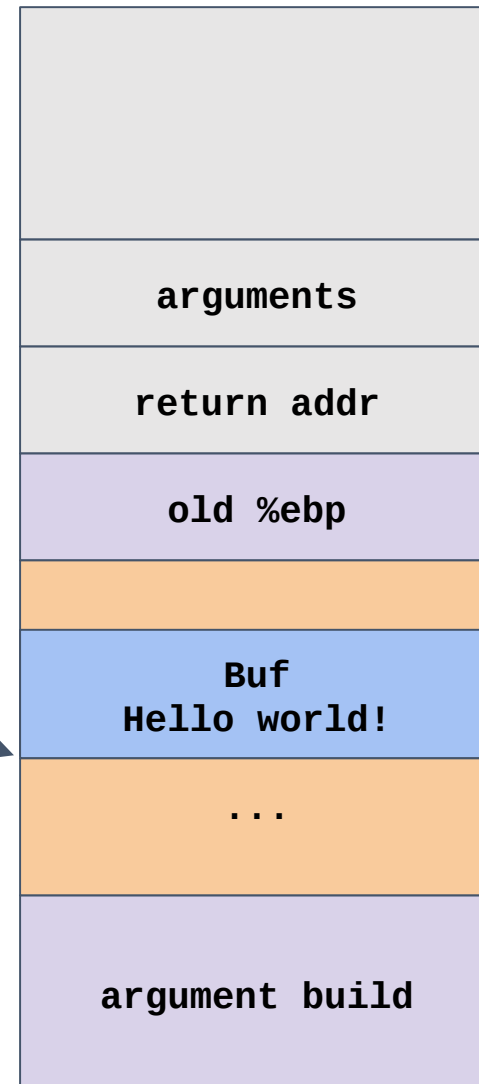 arguments
return addr
old %ebp
Buf
Hello world!
...
argument build